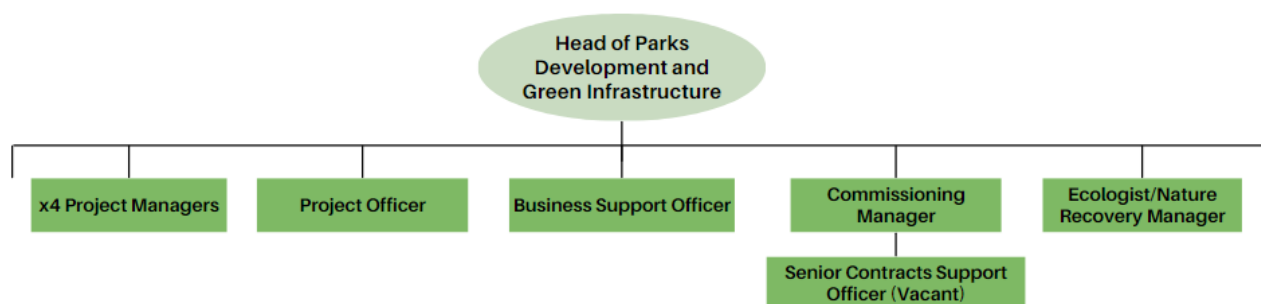 Head of Parks
Development and
Green Infrastructure
x4 Project Managers
Project Officer
Business Support Officer
Commissioning
Manager
Ecologist/Nature
Recovery Manager
Senior Contracts Support
Officer (Vacant)